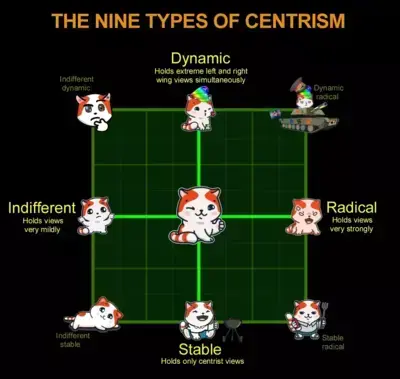 THE NINE TYPES OF CENTRISM
Dynamic
Holds extreme left and right
wing views simultaneously
Indifferent
dynamic
Dynamic
radical
Indifferent
Holds views
very mildly
Radical
Holds views
very strongly
Indifferent
stable
Stable
Holds only centrist views
Stable
radical